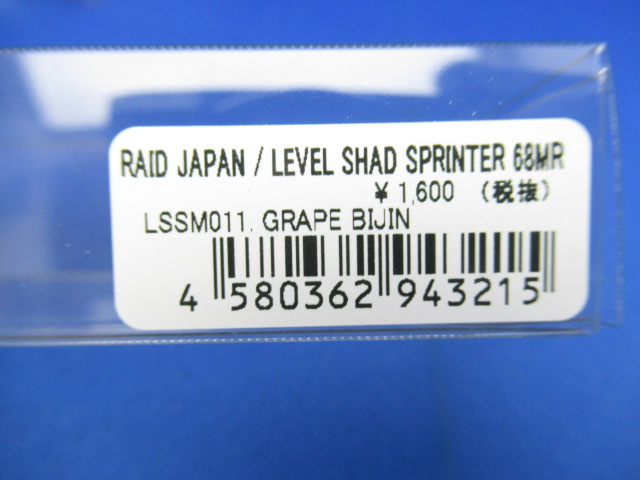 RAID JAPAN / LEVEL SHAD SPRINTER 68MR
¥ 1,600 (税抜)
LSSM011. GRAPE BIJIN
4 580362 943215